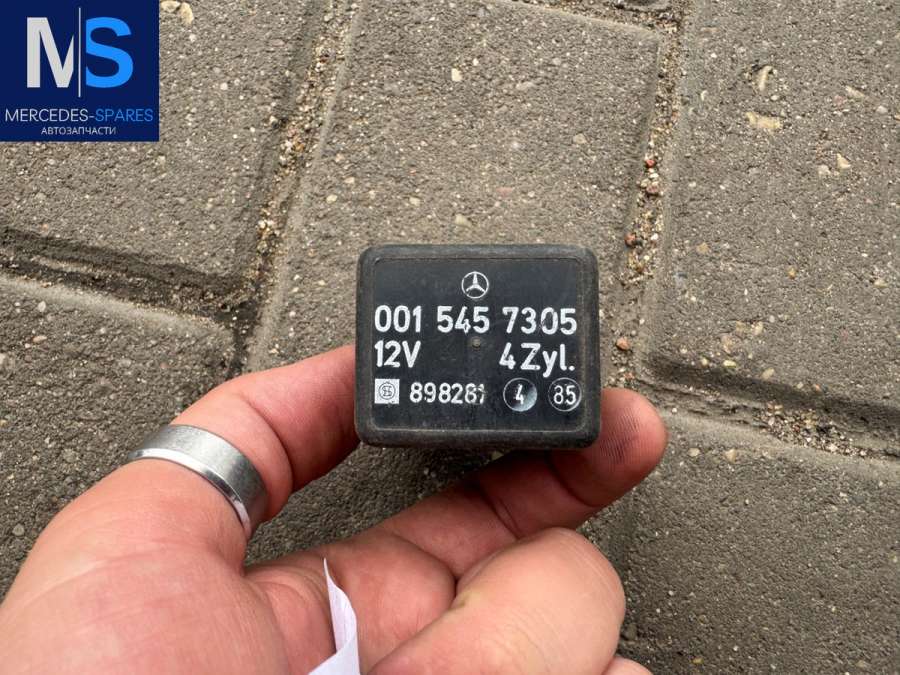 MS
MERCEDES-SPARES
АВТОЗАПЧАСТИ
001 545 7305
12V 4Zyl.
898281 4 85